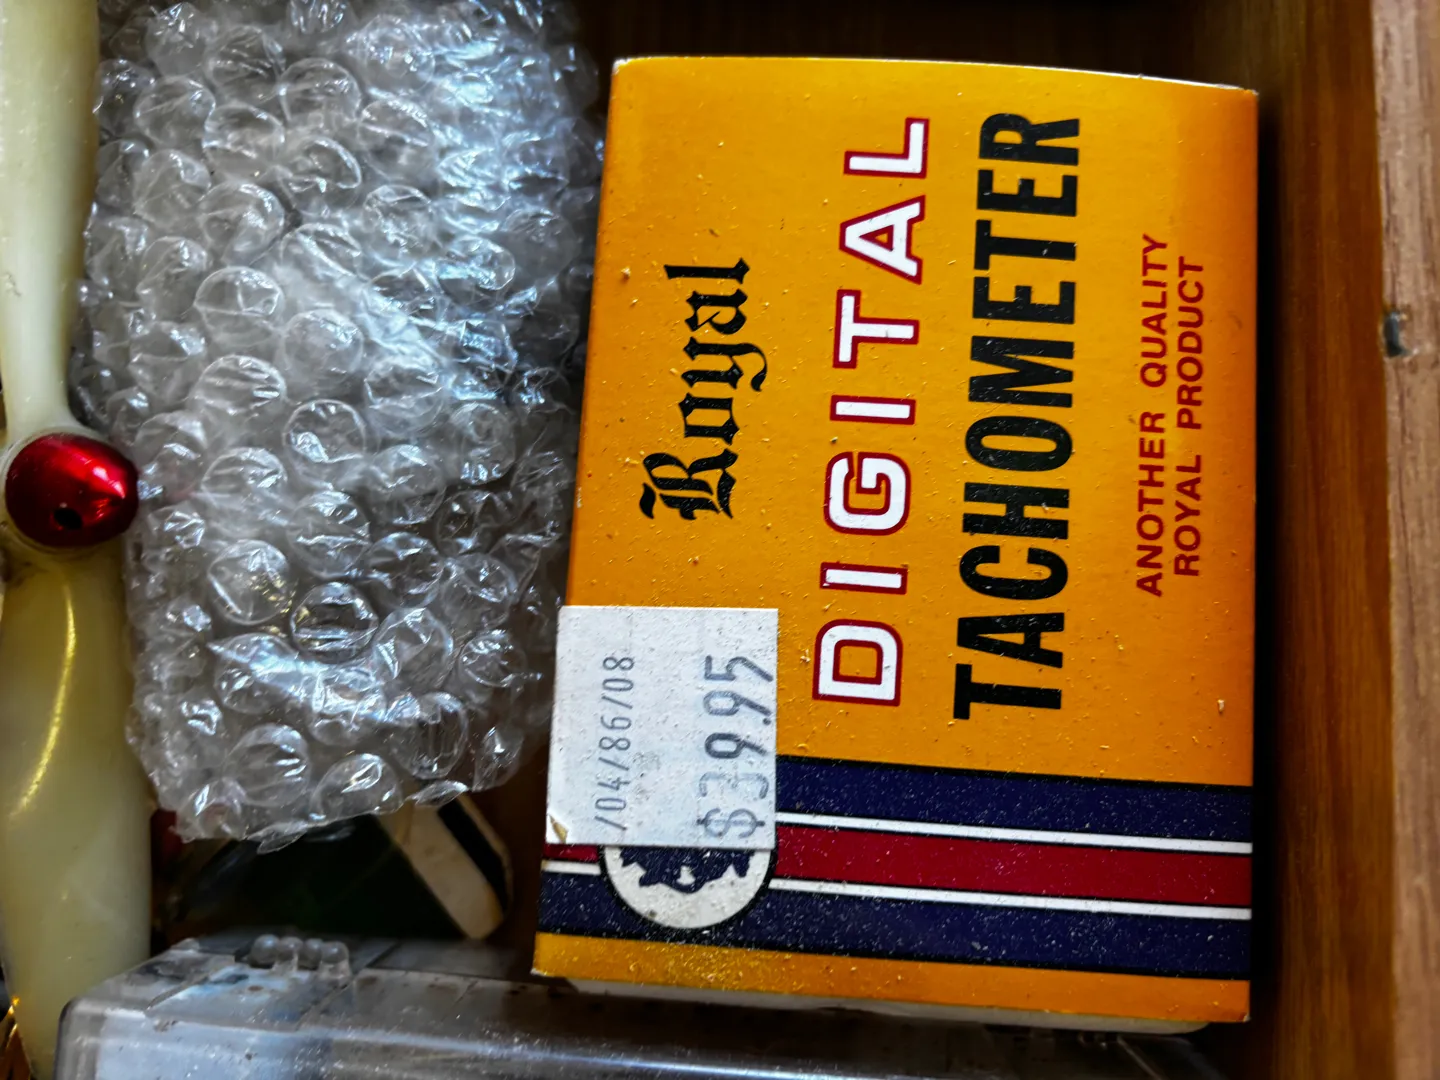 Royal
DIGITAL
TACHOMETER
ANOTHER QUALITY
ROYAL PRODUCT
/04/86/08
$39.95